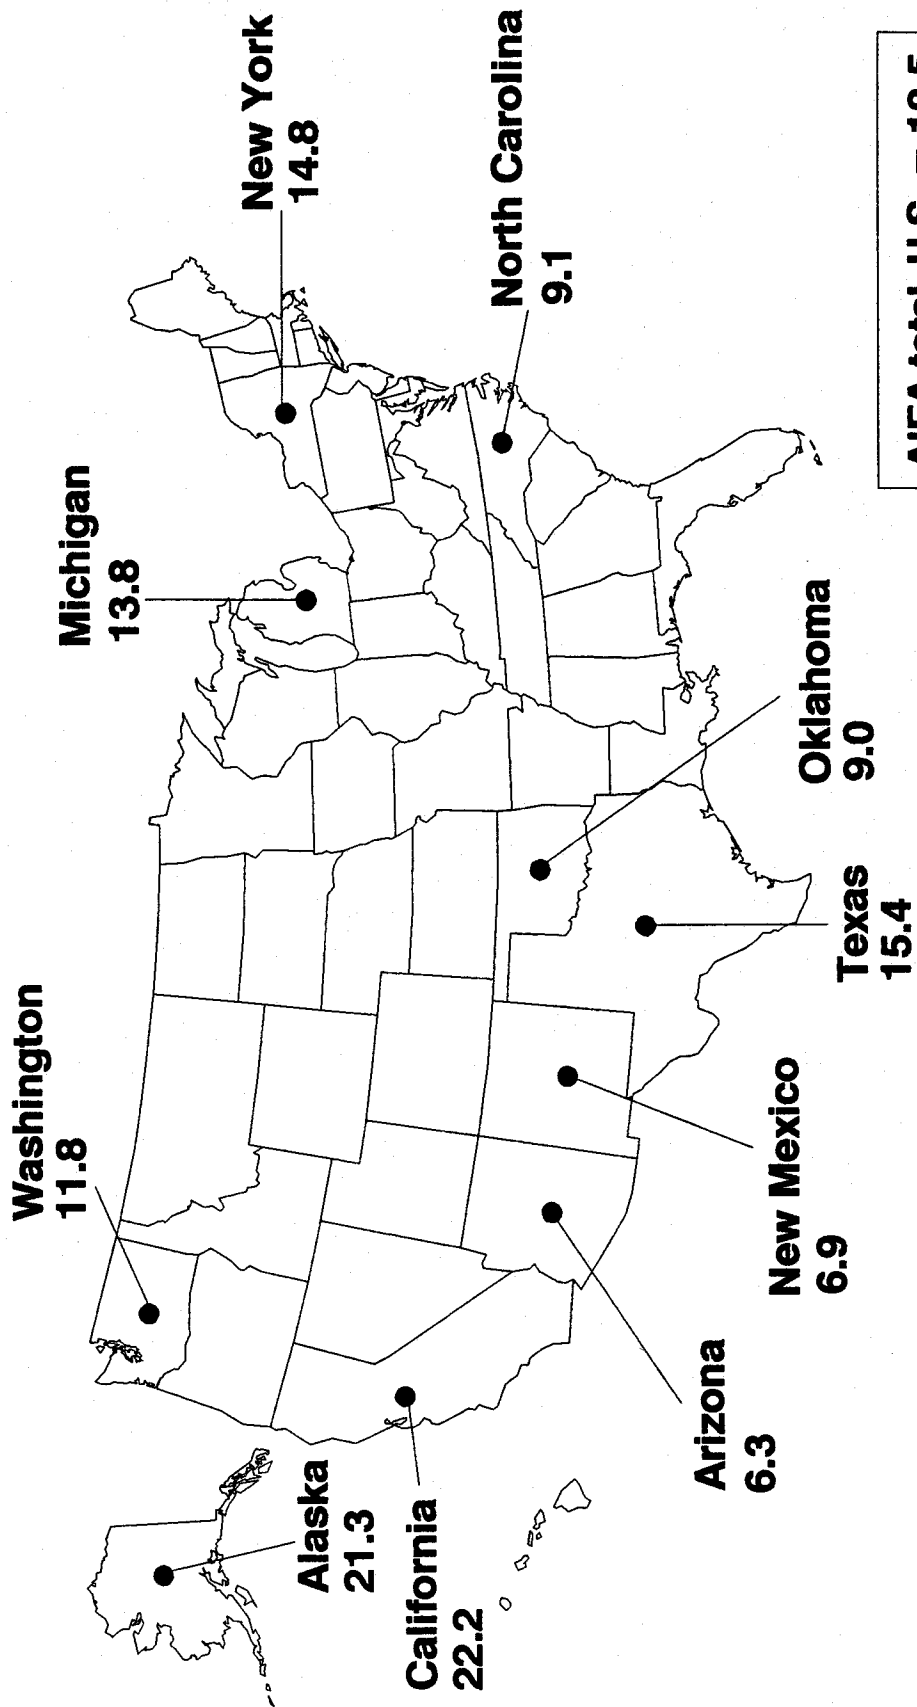 Washington
11.8
Michigan
13.8
New York
14.8
Alaska
21.3
California
22.2
North Carolina
9.1
Arizona
6.3
New Mexico
6.9
Texas
15.4
Oklahoma
9.0
total